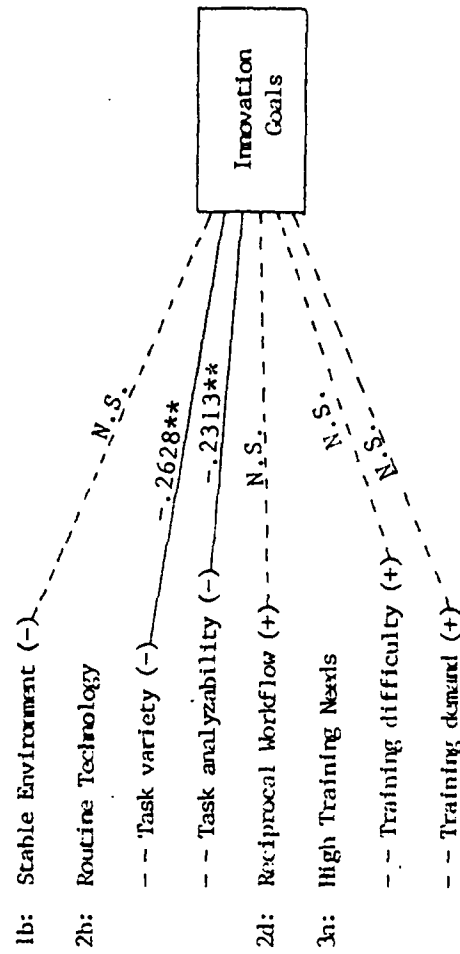 1b: Stable Environment (-)
N.S.
2b: Routine Technology
-- Task variety (-)
-.2628**
-- Task analyzability (-)
-.2313**
2d: Reciprocal Workflow (+)
N.S.
3a: High Training Needs
-- Training difficulty (+)
N.S.
-- Training demand (+)
N.S.
Innovation
Goals